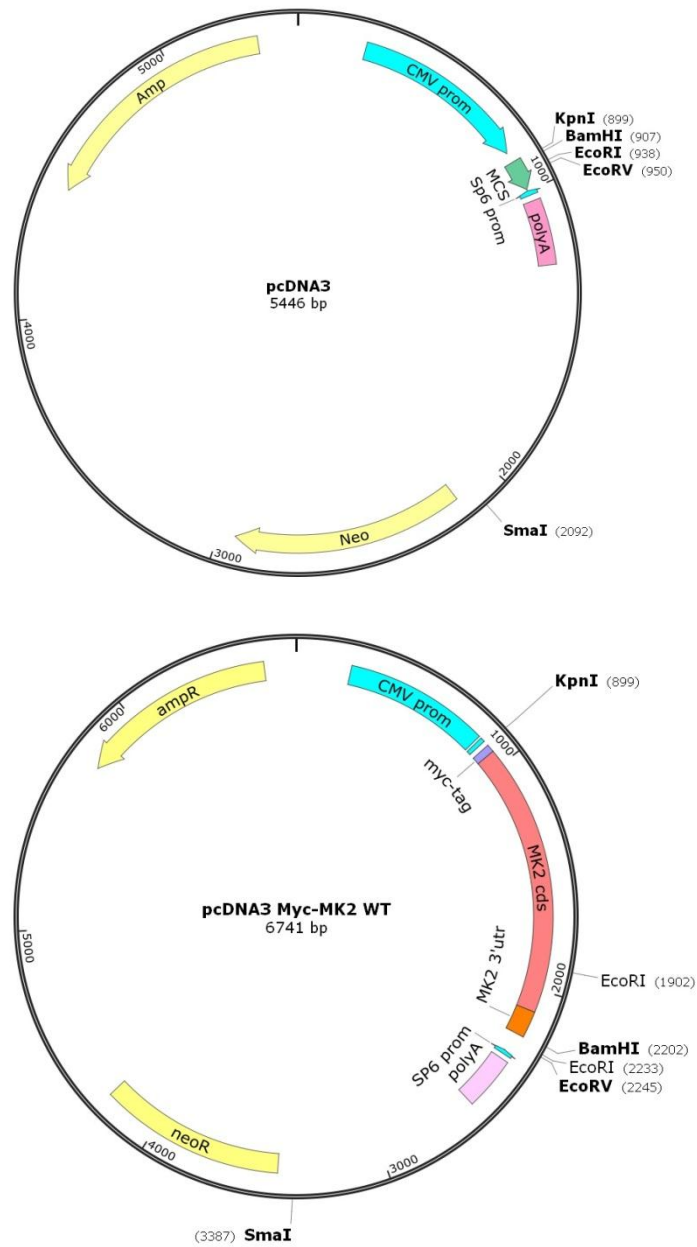 5000
Amp
CMV prom
KpnI (899)
BamHI (907)
EcoRI (938)
EcoRV (950)
1000
MCS
Sp6 prom
polyA
pcDNA3
5446 bp
4000
2000
SmaI (2092)
Neo
3000
6000
ampR
CMV prom
KpnI (899)
1000
myc-tag
MK2 cds
pcDNA3 Myc-MK2 WT
6741 bp
5000
MK2 3'utr
EcoRI (1902)
2000
SP6 prom
polyA
BamHI (2202)
EcoRI (2233)
EcoRV (2245)
neoR
4000
3000
(3387) SmaI